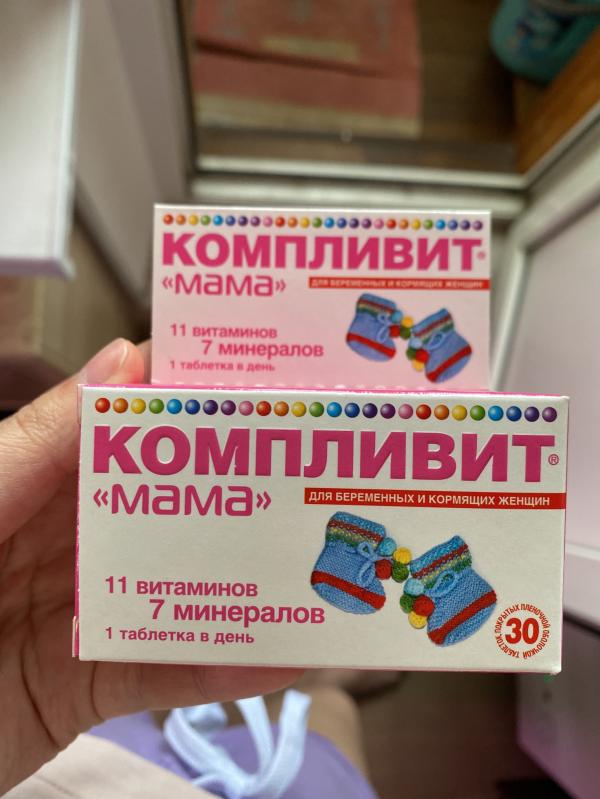 КОМПЛИВИТ®
«мама»
ДЛЯ БЕРЕМЕННЫХ И КОРМЯЩИХ ЖЕНЩИН
11 витаминов
7 минералов
1 таблетка в день
КОМПЛИВИТ®
«мама»
ДЛЯ БЕРЕМЕННЫХ И КОРМЯЩИХ ЖЕНЩИН
11 витаминов
7 минералов
1 таблетка в день
30
ТАБЛЕТОК, ПОКРЫТЫХ ПЛЕНОЧНОЙ ОБОЛОЧКОЙ